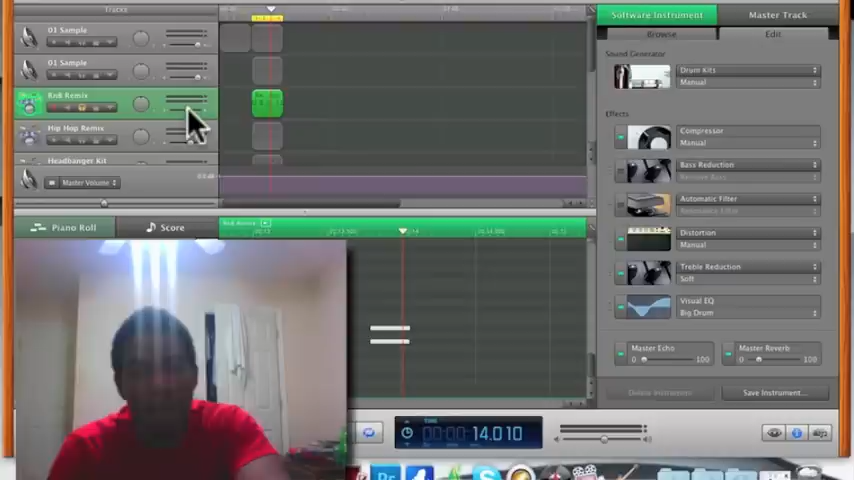 Tracks
01 Sample
01 Sample
RnB Remix
Hip Hop Remix
Headbanger Kit
Master Volume
Software Instrument
Master Track
Browse
Edit
Sound Generator
Drum Kits
Manual
Effects
Compressor
Manual
Bass Reduction
Automatic Filter
Distortion
Manual
Treble Reduction
Soft
Visual EQ
Big Drum
Master Echo
0 100
Master Reverb
0 100
Delete Instrument
Save Instrument...
Piano Roll
Score
RnB Remix
14.010
Ps